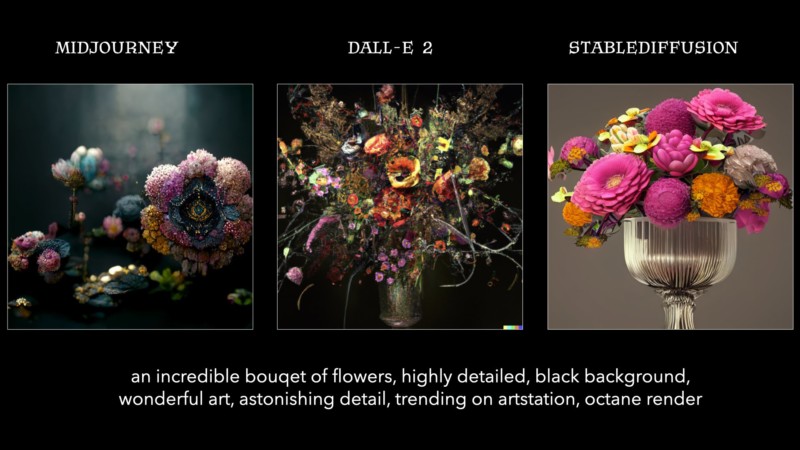 MIDJOURNEY
DALL-E 2
STABLEDIFFUSION
an incredible bouqet of flowers, highly detailed, black background,
wonderful art, astonishing detail, trending on artstation, octane render